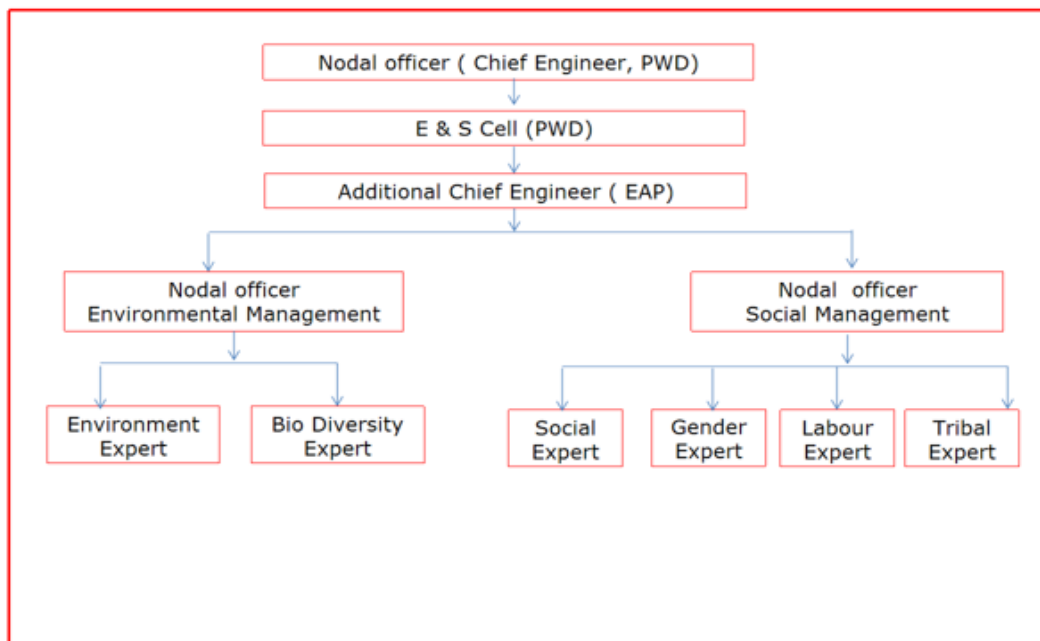 Nodal officer ( Chief Engineer, PWD)
E & S Cell (PWD)
Additional Chief Engineer ( EAP)
Nodal officer
Environmental Management
Nodal officer
Social Management
Environment
Expert
Bio Diversity
Expert
Social
Expert
Gender
Expert
Labour
Expert
Tribal
Expert